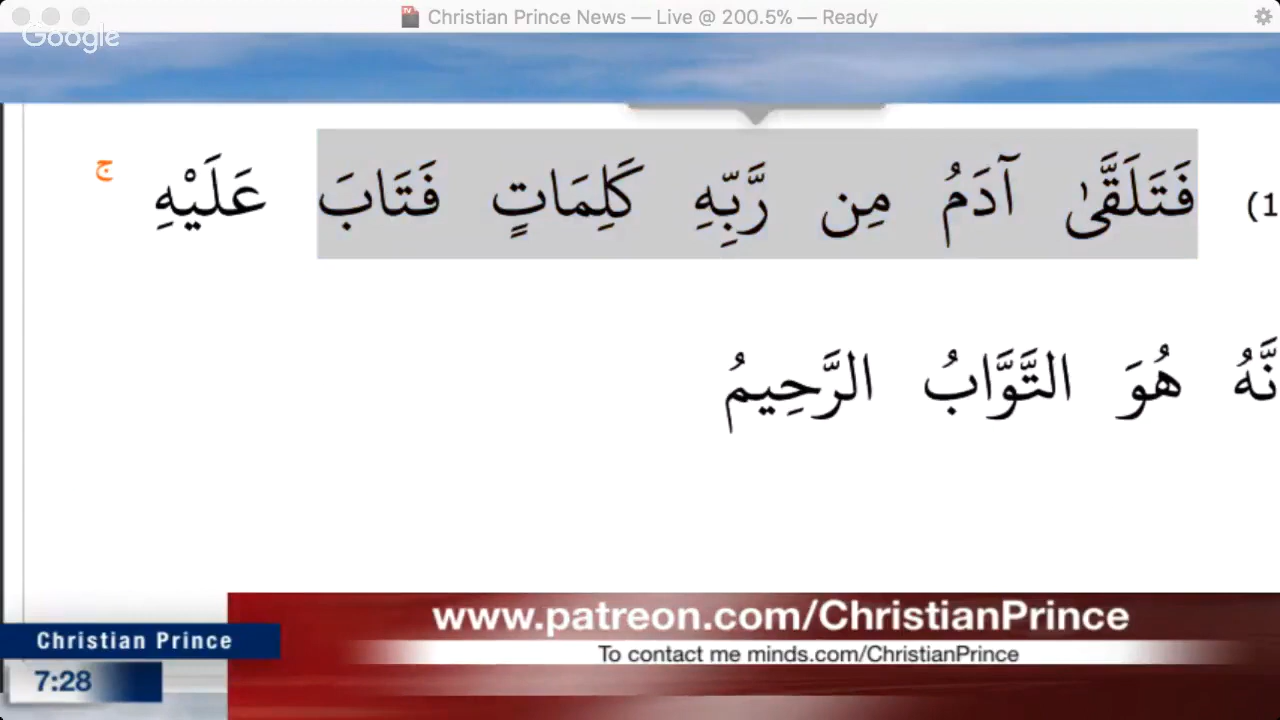 Christian Prince News — Live @ 200.5% — Ready
Google
(1 فَتَلَقَّىٰ آدَمُ مِن رَّبِّهِ كَلِمَاتٍ فَتَابَ عَلَيْهِ ج
نَّهُ هُوَ التَّوَّابُ الرَّحِيمُ
www.patreon.com/ChristianPrince
Christian Prince
To contact me minds.com/ChristianPrince
7:28